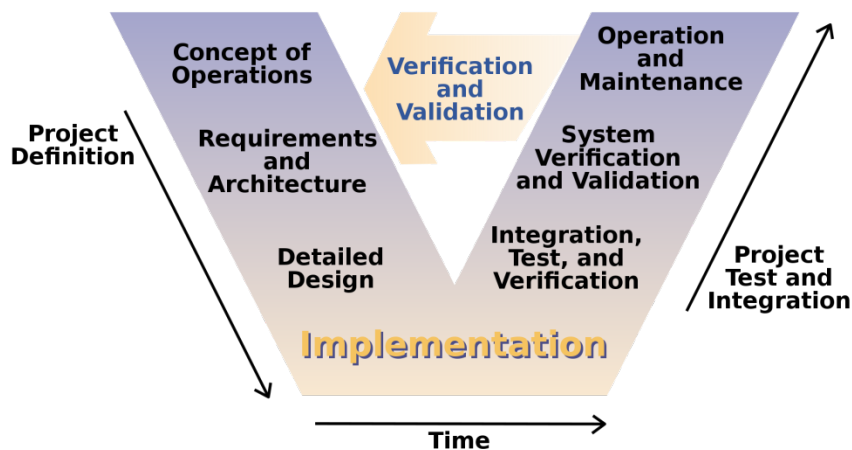 Concept of
Operations
Requirements
and
Architecture
Detailed
Design
Project
Definition
Verification
and
Validation
Operation
and
Maintenance
System
Verification
and Validation
Integration,
Test, and
Verification
Project
Test and
Integration
Implementation
Time